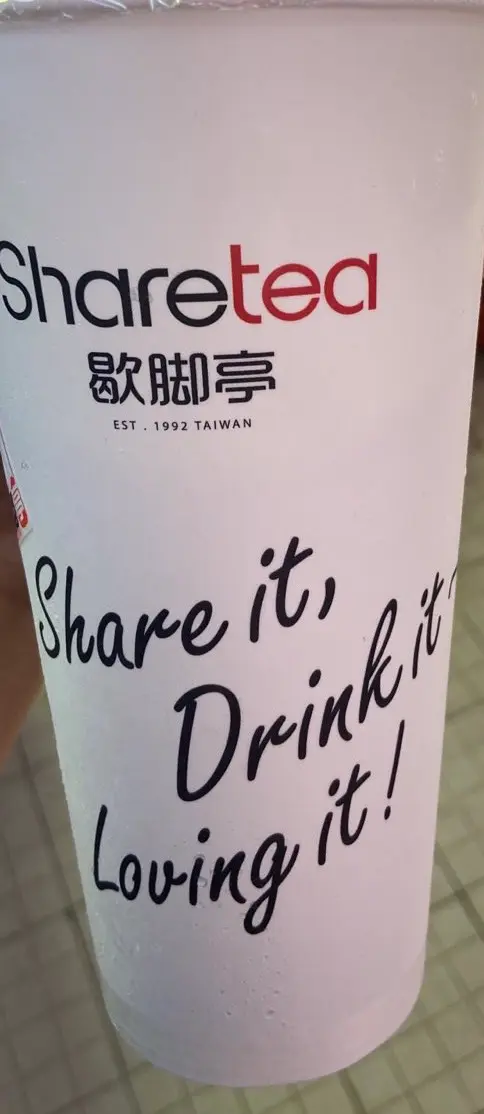 Sharetea
歇脚亭
EST . 1992 TAIWAN
Share it,
Drink it~
Loving it!